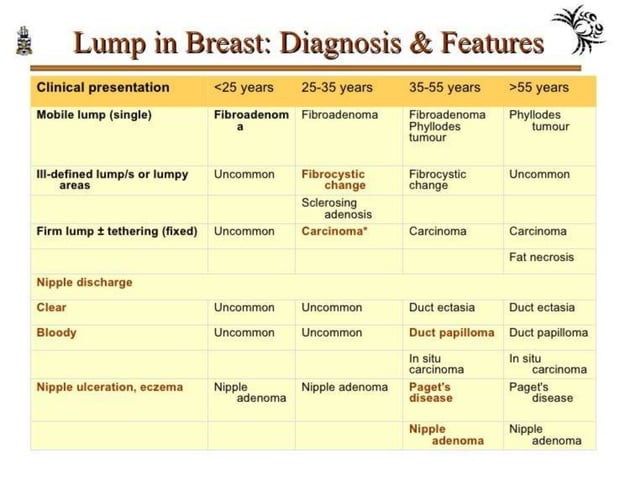 Lump in Breast: Diagnosis & Features
Clinical presentation <25 years 25-35 years 35-55 years >55 years
Mobile lump (single) Fibroadenom Fibroadenoma Fibroadenoma Phyllodes
a Phyllodes tumour
tumour
Ill-defined lump/s or lumpy Uncommon Fibrocystic Fibrocystic Uncommon
areas change change
Sclerosing
adenosis
Firm lump ± tethering (fixed) Uncommon Carcinoma* Carcinoma Carcinoma
Fat necrosis
Nipple discharge
Clear Uncommon Uncommon Duct ectasia Duct ectasia
Bloody Uncommon Uncommon Duct papilloma Duct papilloma
In situ In situ
carcinoma carcinoma
Nipple ulceration, eczema Nipple Nipple adenoma Paget's Paget's
adenoma disease disease
Nipple Nipple
adenoma adenoma